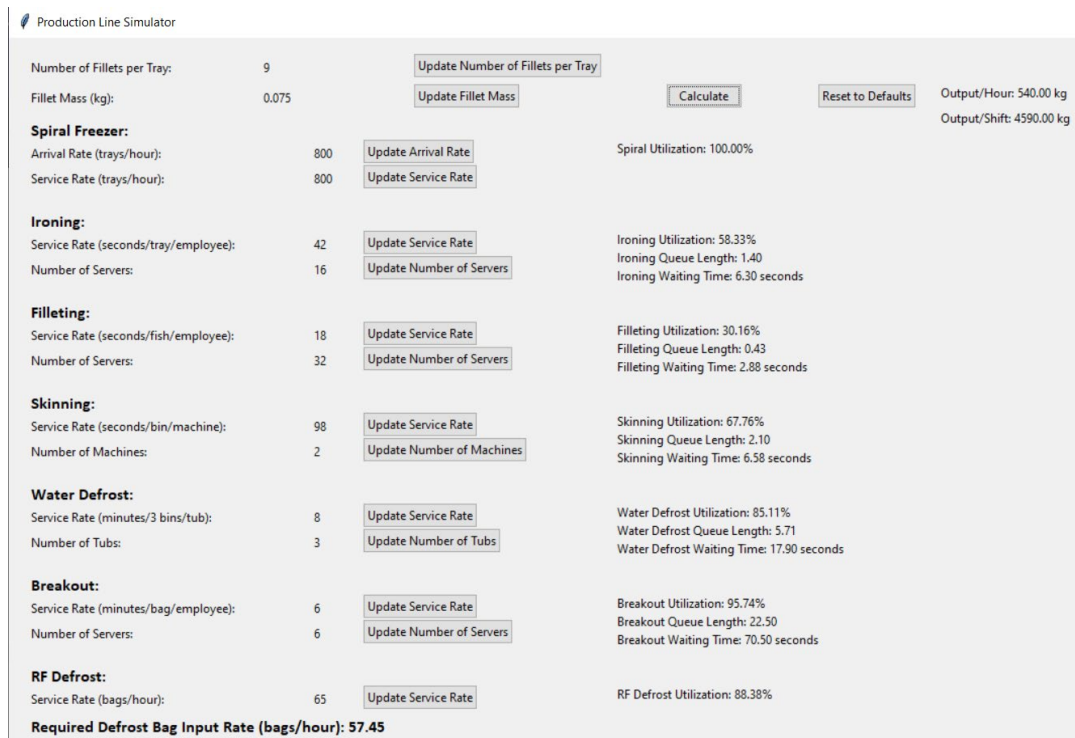 Production Line Simulator
Number of Fillets per Tray: 9 Update Number of Fillets per Tray
Fillet Mass (kg): 0.075 Update Fillet Mass Calculate Reset to Defaults Output/Hour: 540.00 kg
Output/Shift: 4590.00 kg
Spiral Freezer:
Arrival Rate (trays/hour): 800 Update Arrival Rate Spiral Utilization: 100.00%
Service Rate (trays/hour): 800 Update Service Rate
Ironing:
Service Rate (seconds/tray/employee): 42 Update Service Rate Ironing Utilization: 58.33%
Ironing Queue Length: 1.40
Number of Servers: 16 Update Number of Servers Ironing Waiting Time: 6.30 seconds
Filleting:
Service Rate (seconds/fish/employee): 18 Update Service Rate Filleting Utilization: 30.16%
Filleting Queue Length: 0.43
Number of Servers: 32 Update Number of Servers Filleting Waiting Time: 2.88 seconds
Skinning:
Service Rate (seconds/bin/machine): 98 Update Service Rate Skinning Utilization: 67.76%
Skinning Queue Length: 2.10
Number of Machines: 2 Update Number of Machines Skinning Waiting Time: 6.58 seconds
Water Defrost:
Service Rate (minutes/3 bins/tub): 8 Update Service Rate Water Defrost Utilization: 85.11%
Water Defrost Queue Length: 5.71
Number of Tubs: 3 Update Number of Tubs Water Defrost Waiting Time: 17.90 seconds
Breakout:
Service Rate (minutes/bag/employee): 6 Update Service Rate Breakout Utilization: 95.74%
Breakout Queue Length: 22.50
Number of Servers: 6 Update Number of Servers Breakout Waiting Time: 70.50 seconds
RF Defrost:
Service Rate (bags/hour): 65 Update Service Rate RF Defrost Utilization: 88.38%
Required Defrost Bag Input Rate (bags/hour): 57.45